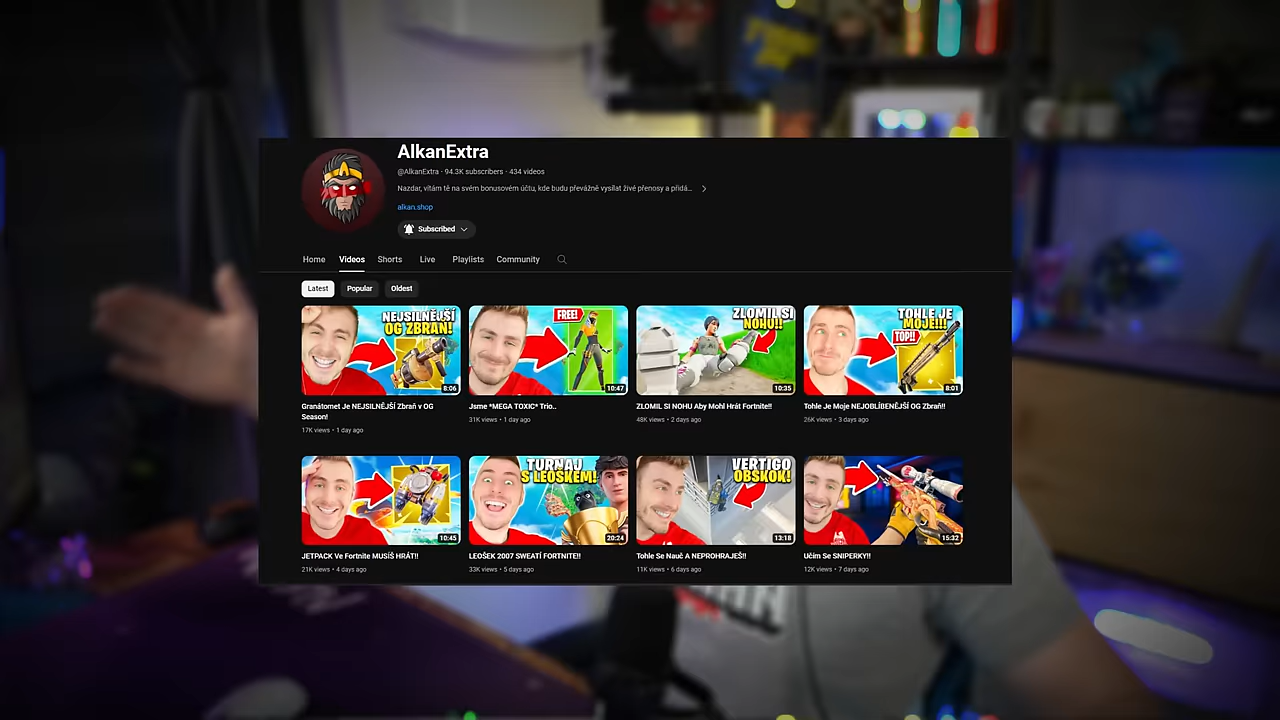 AlkanExtra
@AlkanExtra · 94.3K subscribers · 434 videos
Nazdar, vítám tě na svém bonusovém účtu, kde budu převážně vysílat živé přenosy a přidá...
alkan.shop
Subscribed
Home Videos Shorts Live Playlists Community
Latest Popular Oldest
NEJSILNĚJŠÍ
OG ZBRAŇ!
8:06
FREE!
10:47
ZLOMIL SI
NOHU!!
10:35
TOHLE JE
MOJE!!!
TOP!!
8:01
Granátomet Je NEJSILNĚJŠÍ Zbraň v OG
Season!
17K views · 1 day ago
Jsme *MEGA TOXIC* Trio..
31K views · 1 day ago
ZLOMIL SI NOHU Aby Mohl Hrát Fortnite!!
48K views · 2 days ago
Tohle Je Moje NEJOBLÍBENĚJŠÍ OG Zbraň!!
26K views · 3 days ago
10:45
TURNAJ
S LEOŠKEM!
20:24
VERTIGO
OBSKOK!
13:18
15:32
JETPACK Ve Fortnite MUSÍŠ HRÁT!!
21K views · 4 days ago
LEOŠEK 2007 SWEATÍ FORTNITE!!
33K views · 5 days ago
Tohle Se Nauč A NEPROHRAJEŠ!!
11K views · 6 days ago
Učím Se SNIPERKY!!
12K views · 7 days ago